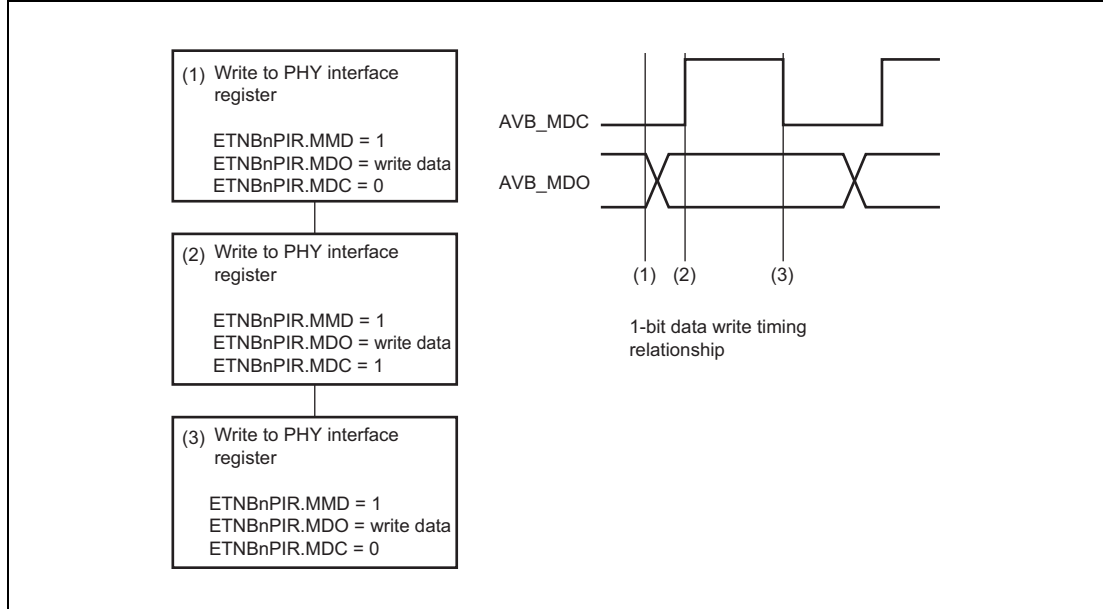 (1) Write to PHY interface
register
ETNBnPIR.MMD = 1
ETNBnPIR.MDO = write data
ETNBnPIR.MDC = 0
(2) Write to PHY interface
register
ETNBnPIR.MMD = 1
ETNBnPIR.MDO = write data
ETNBnPIR.MDC = 1
(3) Write to PHY interface
register
ETNBnPIR.MMD = 1
ETNBnPIR.MDO = write data
ETNBnPIR.MDC = 0
AVB_MDC
AVB_MDO
(1) (2) (3)
1-bit data write timing
relationship